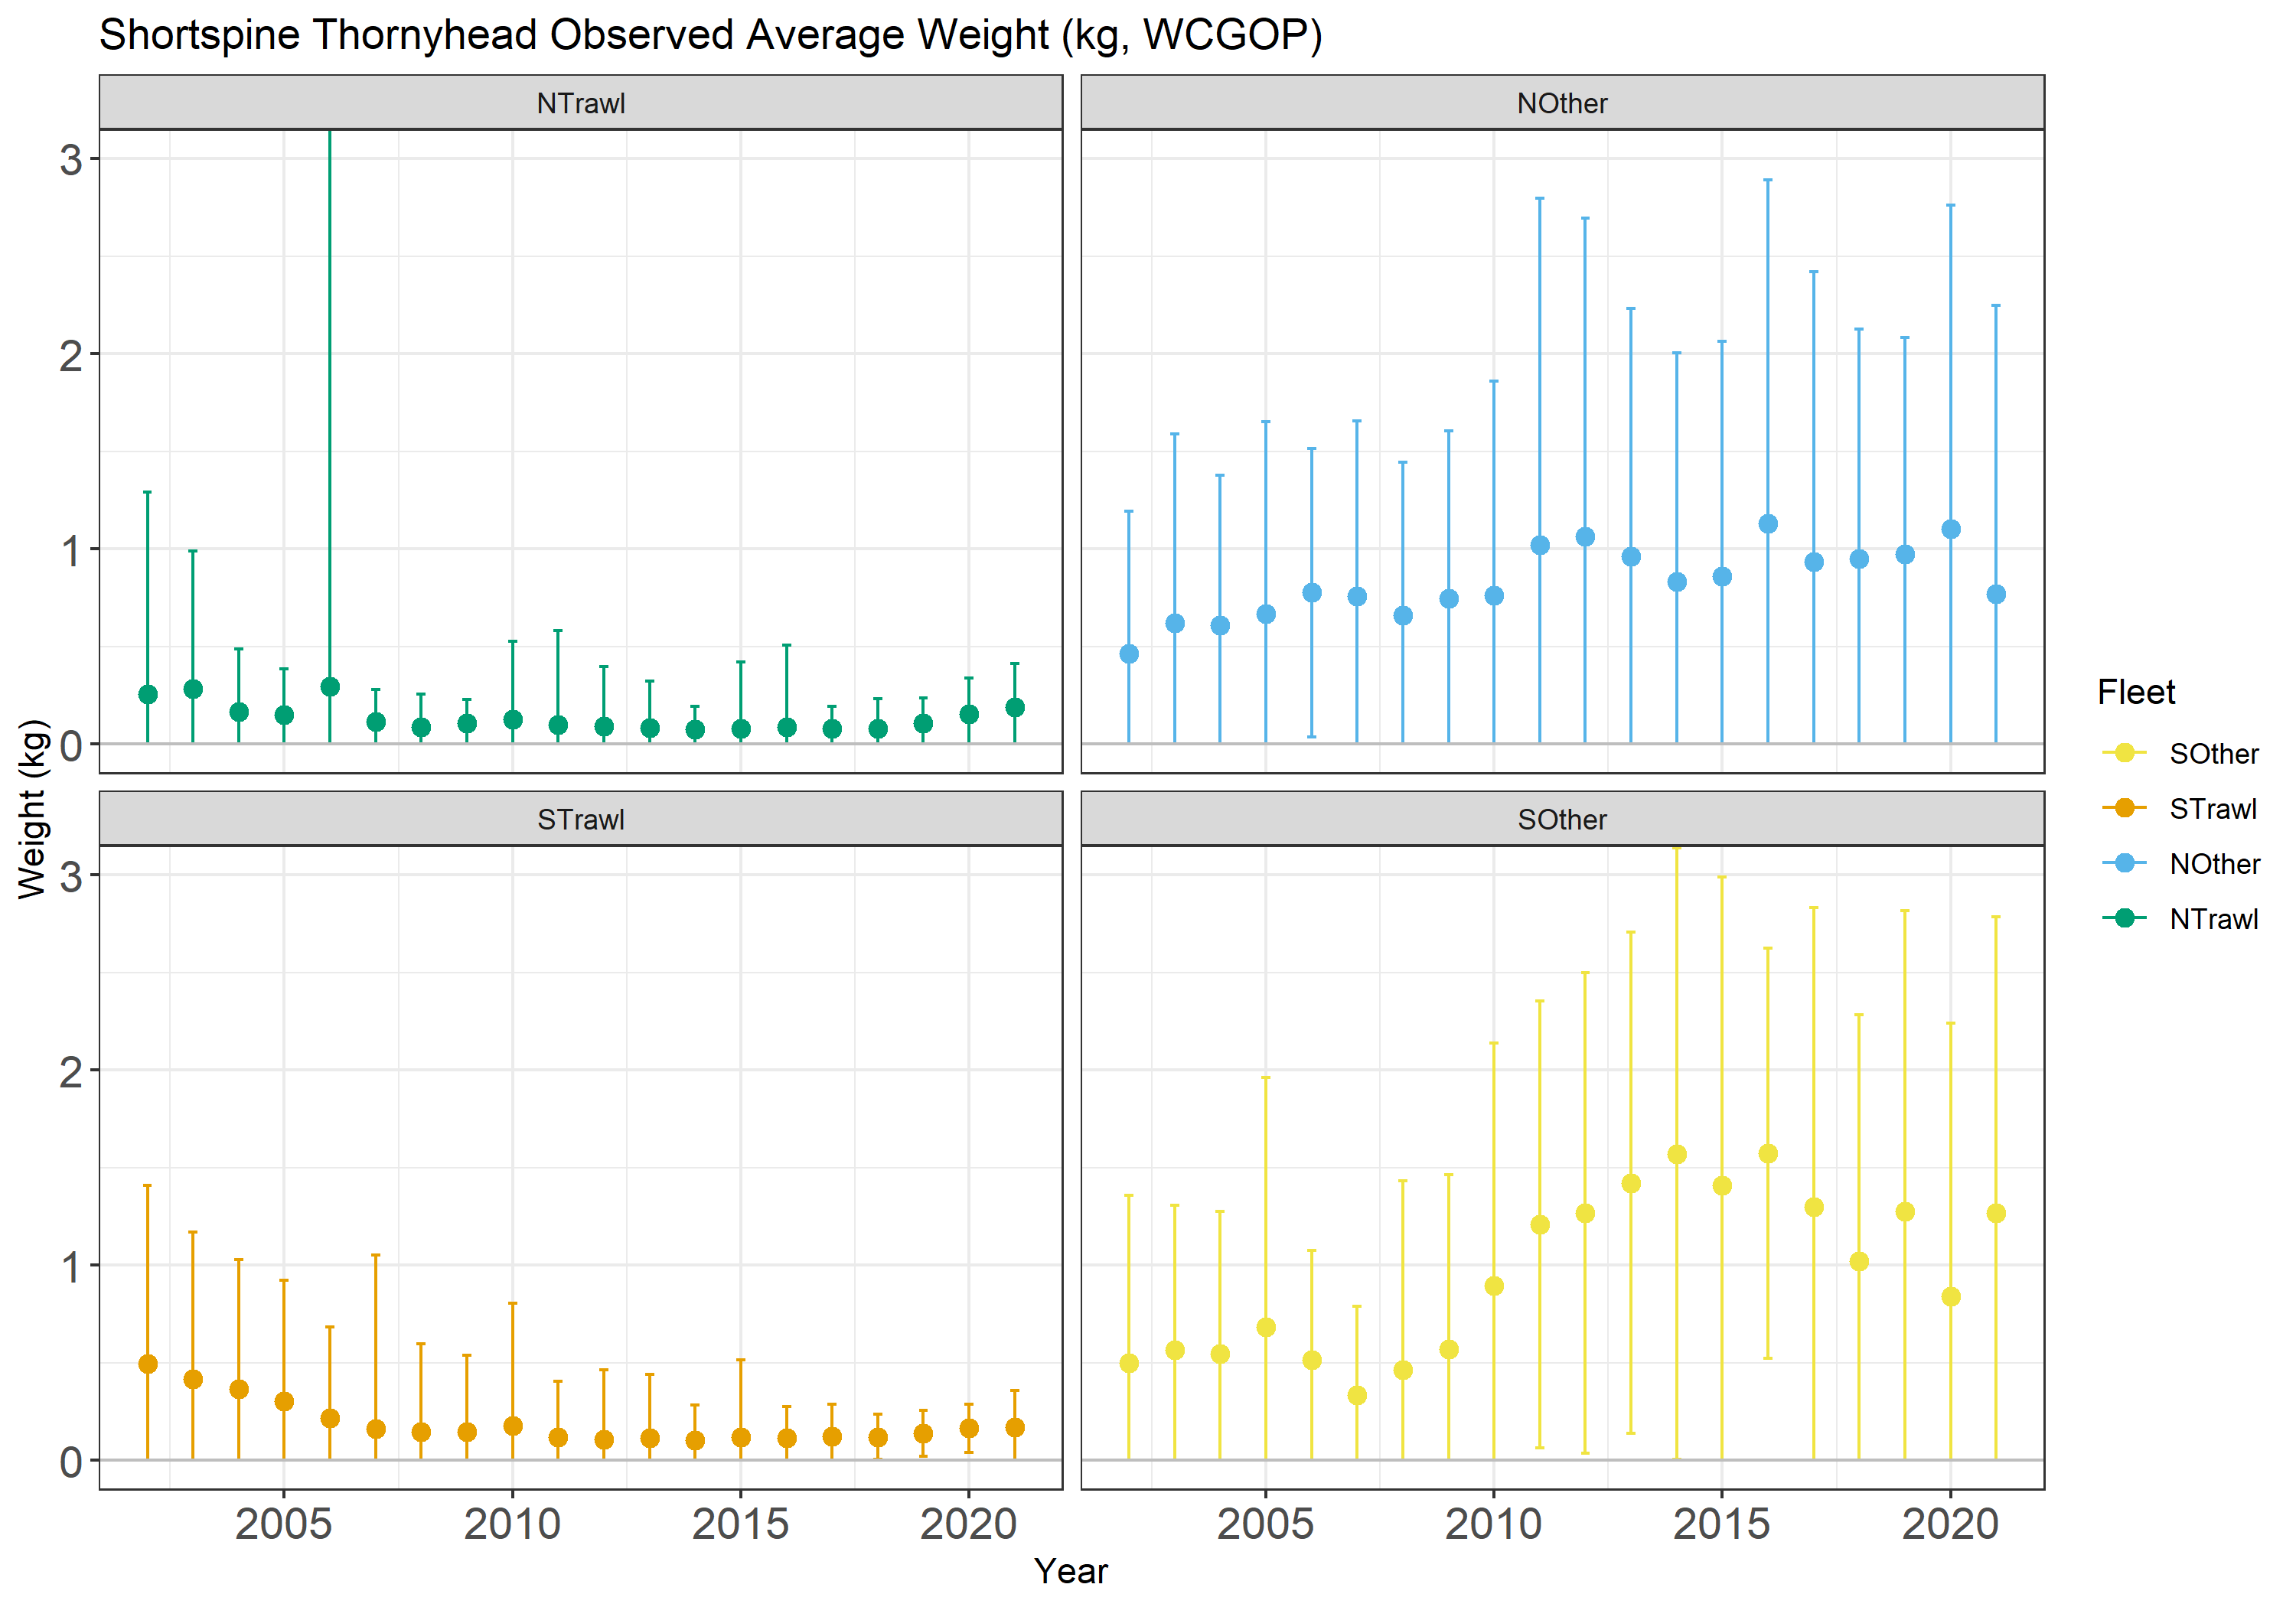 Shortspine Thornyhead Observed Average Weight (kg, WCGOP)
NTrawl
NOther
3
2
1
0
STrawl
SOther
3
2
1
0
Weight (kg)
2005
2010
2015
2020
2005
2010
2015
2020
Year
Fleet
SOther
STrawl
NOther
NTrawl